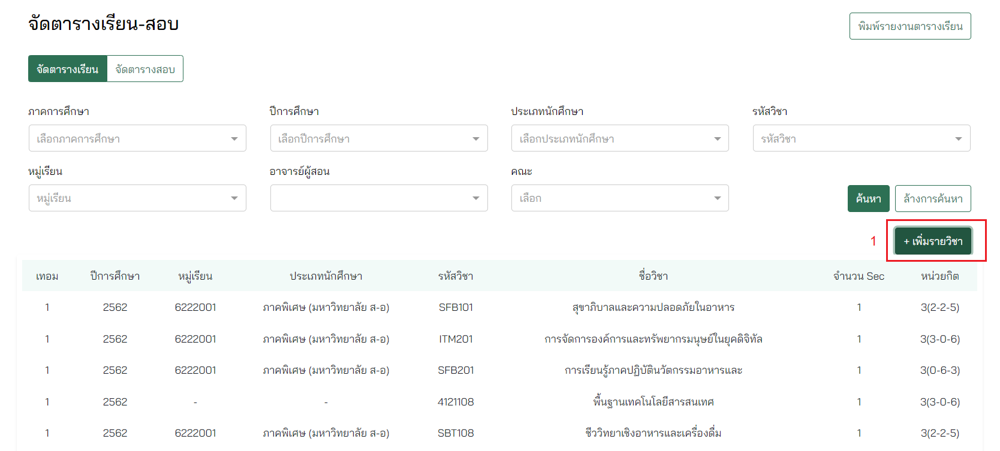 จัดตารางเรียน-สอบ
พิมพ์รายงานตารางเรียน
จัดตารางเรียน จัดตารางสอบ
ภาคการศึกษา ปีการศึกษา ประเภทนักศึกษา รหัสวิชา
เลือกภาคการศึกษา เลือกปีการศึกษา เลือกประเภทนักศึกษา รหัสวิชา
หมู่เรียน อาจารย์ผู้สอน คณะ
หมู่เรียน เลือก ค้นหา ล้างการค้นหา
1 + เพิ่มรายวิชา
เทอม ปีการศึกษา หมู่เรียน ประเภทนักศึกษา รหัสวิชา ชื่อวิชา จำนวน Sec หน่วยกิต
1 2562 6222001 ภาคพิเศษ (มหาวิทยาลัย ส-อ) SFB101 สุขาภิบาลและความปลอดภัยในอาหาร 1 3(2-2-5)
1 2562 6222001 ภาคพิเศษ (มหาวิทยาลัย ส-อ) ITM201 การจัดการองค์การและทรัพยากรมนุษย์ในยุคดิจิทัล 1 3(3-0-6)
1 2562 6222001 ภาคพิเศษ (มหาวิทยาลัย ส-อ) SFB201 การเรียนรู้ภาคปฏิบัตินวัตกรรมอาหารและ 1 3(0-6-3)
1 2562 - - 4121108 พื้นฐานเทคโนโลยีสารสนเทศ 1 3(3-0-6)
1 2562 6222001 ภาคพิเศษ (มหาวิทยาลัย ส-อ) SBT108 ชีววิทยาเชิงอาหารและเครื่องดื่ม 1 3(2-2-5)